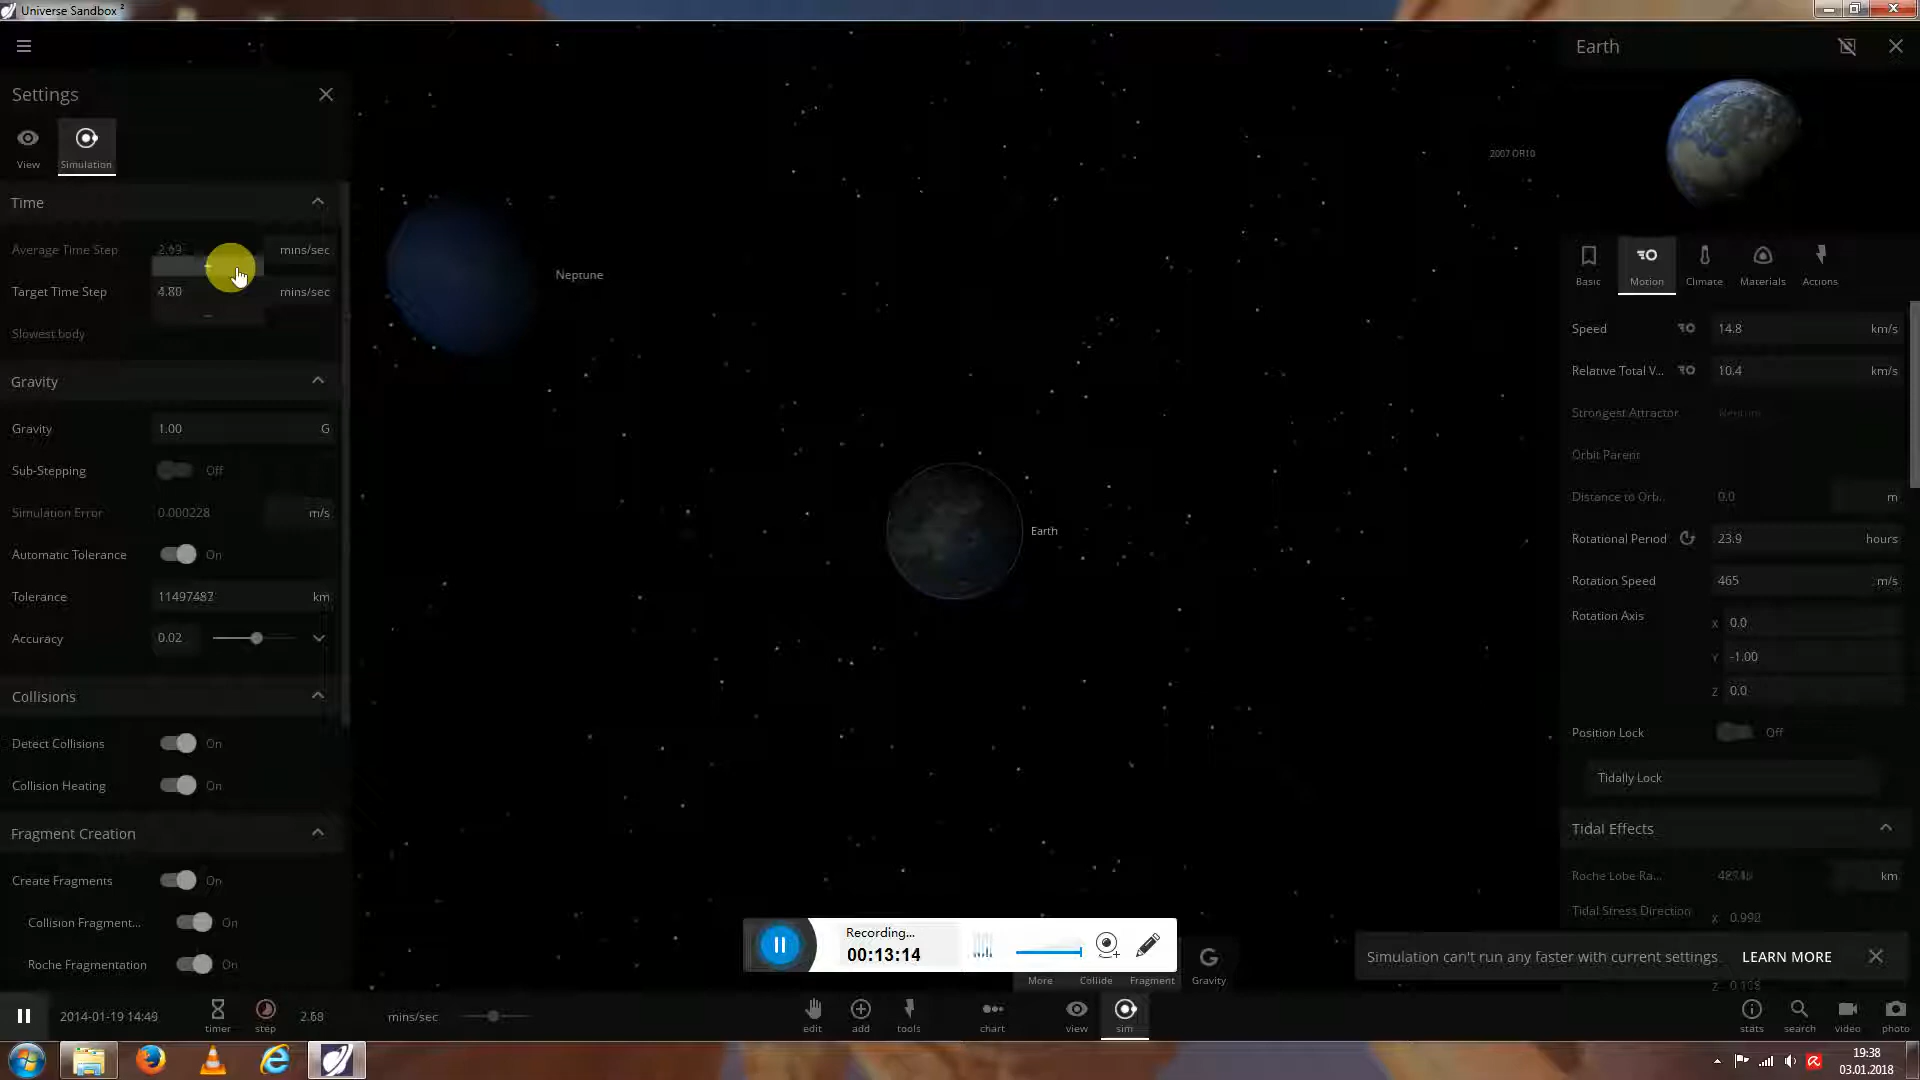 Universe Sandbox ²
Settings
View
Simulation
Time
Average Time Step
mins/sec
Target Time Step 4.80 mins/sec
Slowest body
Gravity
Gravity 1.00 G
Sub-Stepping Off
Simulation Error 0.000228 m/s
Automatic Tolerance On
Tolerance 11497487 km
Accuracy 0.02
Collisions
Detect Collisions On
Collision Heating On
Fragment Creation
Create Fragments On
Collision Fragment... On
Roche Fragmentation On
Neptune
Earth
2007 OR10
Earth
Basic
Motion
Climate
Materials
Actions
Speed 14.8 km/s
Relative Total V... 10.4 km/s
Strongest Attractor Neptune
Orbit Parent
Distance to Orb... 0.0 m
Rotational Period 23.9 hours
Rotation Speed 465 m/s
Rotation Axis
X 0.0
Y -1.00
Z 0.0
Position Lock Off
Tidally Lock
Tidal Effects
Roche Lobe Ra... km
Tidal Stress Direction
X 0.992
Recording...
00:13:14
More
Collide
Fragment
Gravity
Simulation can't run any faster with current settings LEARN MORE
2014-01-19 14:49
timer
step
mins/sec
edit
add
tools
chart
view
sim
stats
search
video
photo
19:38
03.01.2018